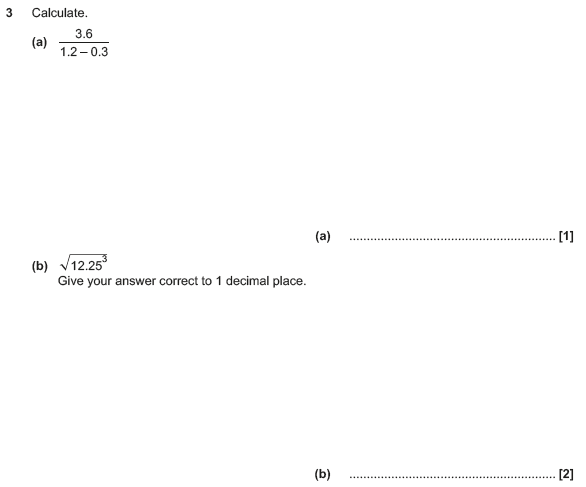 3 Calculate.
(a) 3.6
1.2 – 0.3
(a) ........................................................... [1]
(b) √12.25³
Give your answer correct to 1 decimal place.
(b) ........................................................... [2]